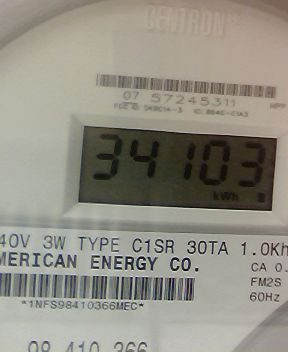 CENTRON®
07 57245311
34103
kWh
40V 3W TYPE C1SR 30TA 1.0Kh
MERICAN ENERGY CO.
CA 0.
FM2S
*1NFS98410366MEC*
60Hz
98 410 366